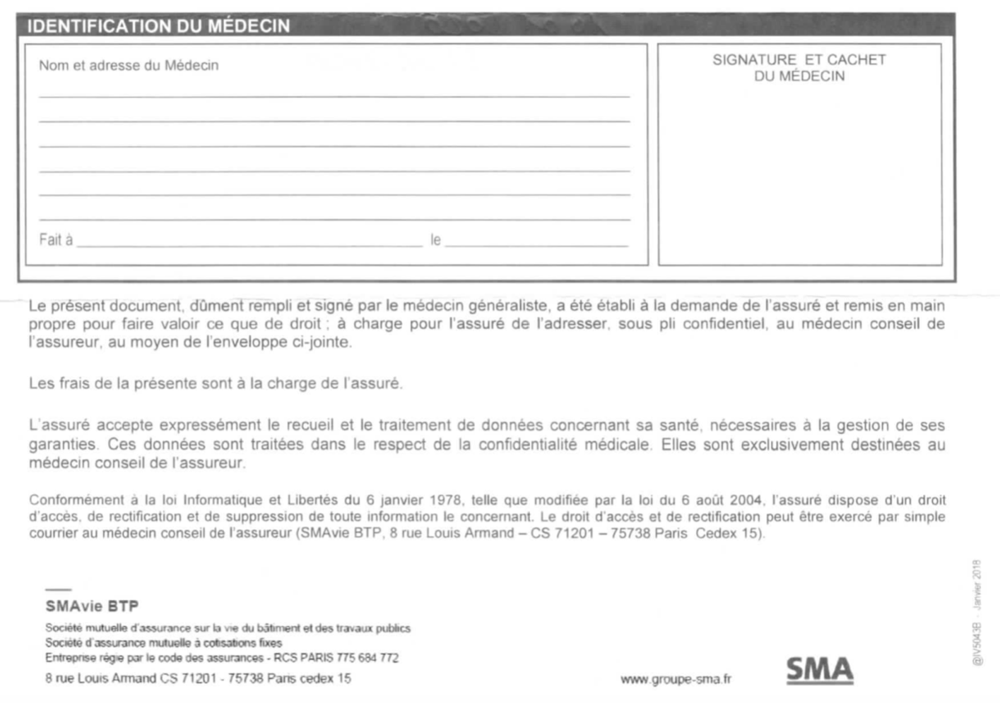 IDENTIFICATION DU MÉDECIN
Nom et adresse du Médecin
SIGNATURE ET CACHET
DU MÉDECIN
Fait à le
Le présent document, dûment rempli et signé par le médecin généraliste, a été établi à la demande de l'assuré et remis en main
propre pour faire valoir ce que de droit ; à charge pour l'assuré de l'adresser, sous pli confidentiel, au médecin conseil de
l'assureur, au moyen de l'enveloppe ci-jointe.
Les frais de la présente sont à la charge de l'assuré.
L'assuré accepte expressément le recueil et le traitement de données concernant sa santé, nécessaires à la gestion de ses
garanties. Ces données sont traitées dans le respect de la confidentialité médicale. Elles sont exclusivement destinées au
médecin conseil de l'assureur.
Conformément à la loi Informatique et Libertés du 6 janvier 1978, telle que modifiée par la loi du 6 août 2004, l'assuré dispose d'un droit
d'accès, de rectification et de suppression de toute information le concernant. Le droit d'accès et de rectification peut être exercé par simple
courrier au médecin conseil de l'assureur (SMAvie BTP, 8 rue Louis Armand – CS 71201 – 75738 Paris Cedex 15).
SMAvie BTP
Société mutuelle d'assurance sur la vie du bâtiment et des travaux publics
Société d'assurance mutuelle à cotisations fixes
Entreprise régie par le code des assurances - RCS PARIS 775 684 772
8 rue Louis Armand CS 71201 - 75738 Paris cedex 15
www.groupe-sma.fr
SMA
@IV5043B - Janvier 2018